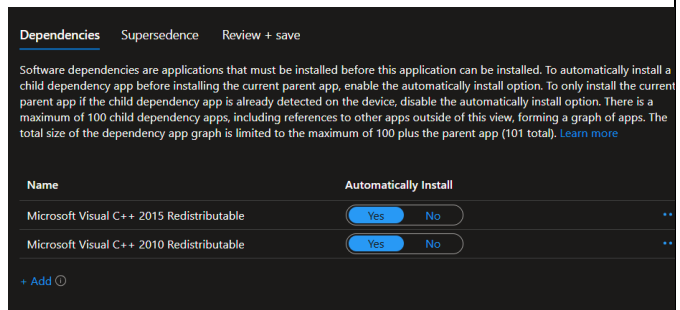 Dependencies Supersedence Review + save
Software dependencies are applications that must be installed before this application can be installed. To automatically install a
child dependency app before installing the current parent app, enable the automatically install option. To only install the current
parent app if the child dependency app is already detected on the device, disable the automatically install option. There is a
maximum of 100 child dependency apps, including references to other apps outside of this view, forming a graph of apps. The
total size of the dependency app graph is limited to the maximum of 100 plus the parent app (101 total). Learn more
Name Automatically Install
Microsoft Visual C++ 2015 Redistributable Yes No
Microsoft Visual C++ 2010 Redistributable Yes No
+ Add